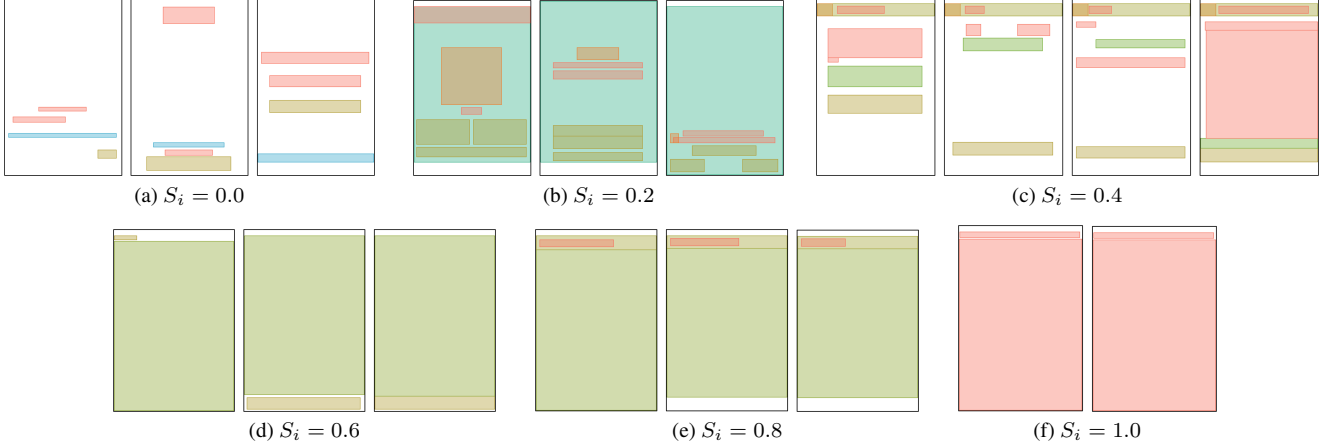 (a) S_i = 0.0
(b) S_i = 0.2
(c) S_i = 0.4
(d) S_i = 0.6
(e) S_i = 0.8
(f) S_i = 1.0